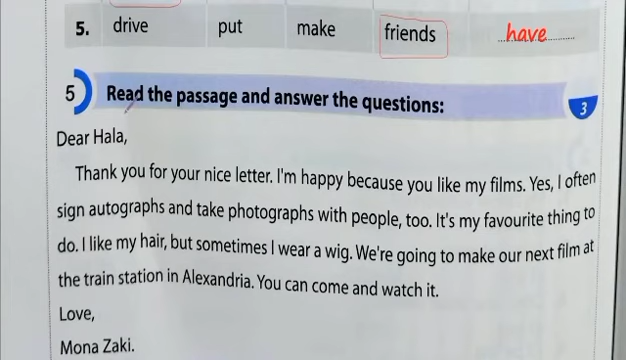 5. drive put make friends have
5 Read the passage and answer the questions:
3
Dear Hala,
Thank you for your nice letter. I'm happy because you like my films. Yes, I often
sign autographs and take photographs with people, too. It's my favourite thing to
do. I like my hair, but sometimes I wear a wig. We're going to make our next film at
the train station in Alexandria. You can come and watch it.
Love,
Mona Zaki.